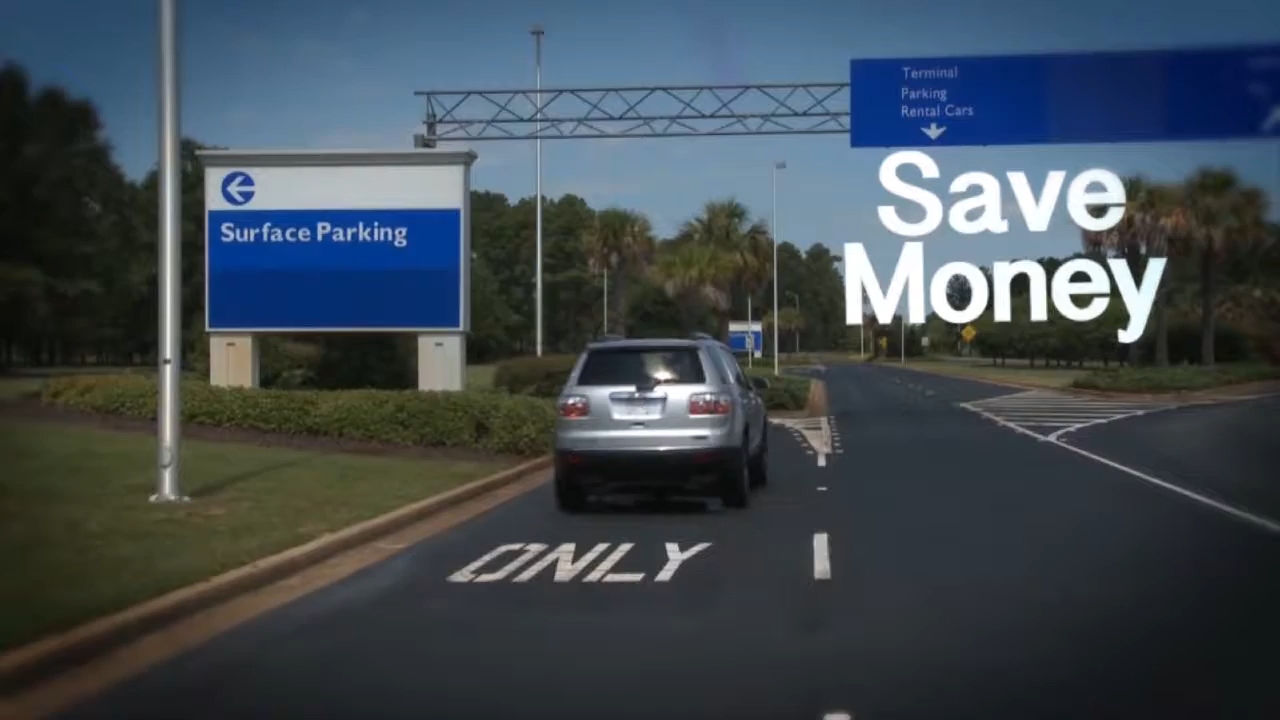 Terminal
Parking
Rental Cars
Surface Parking
Save
Money
ONLY